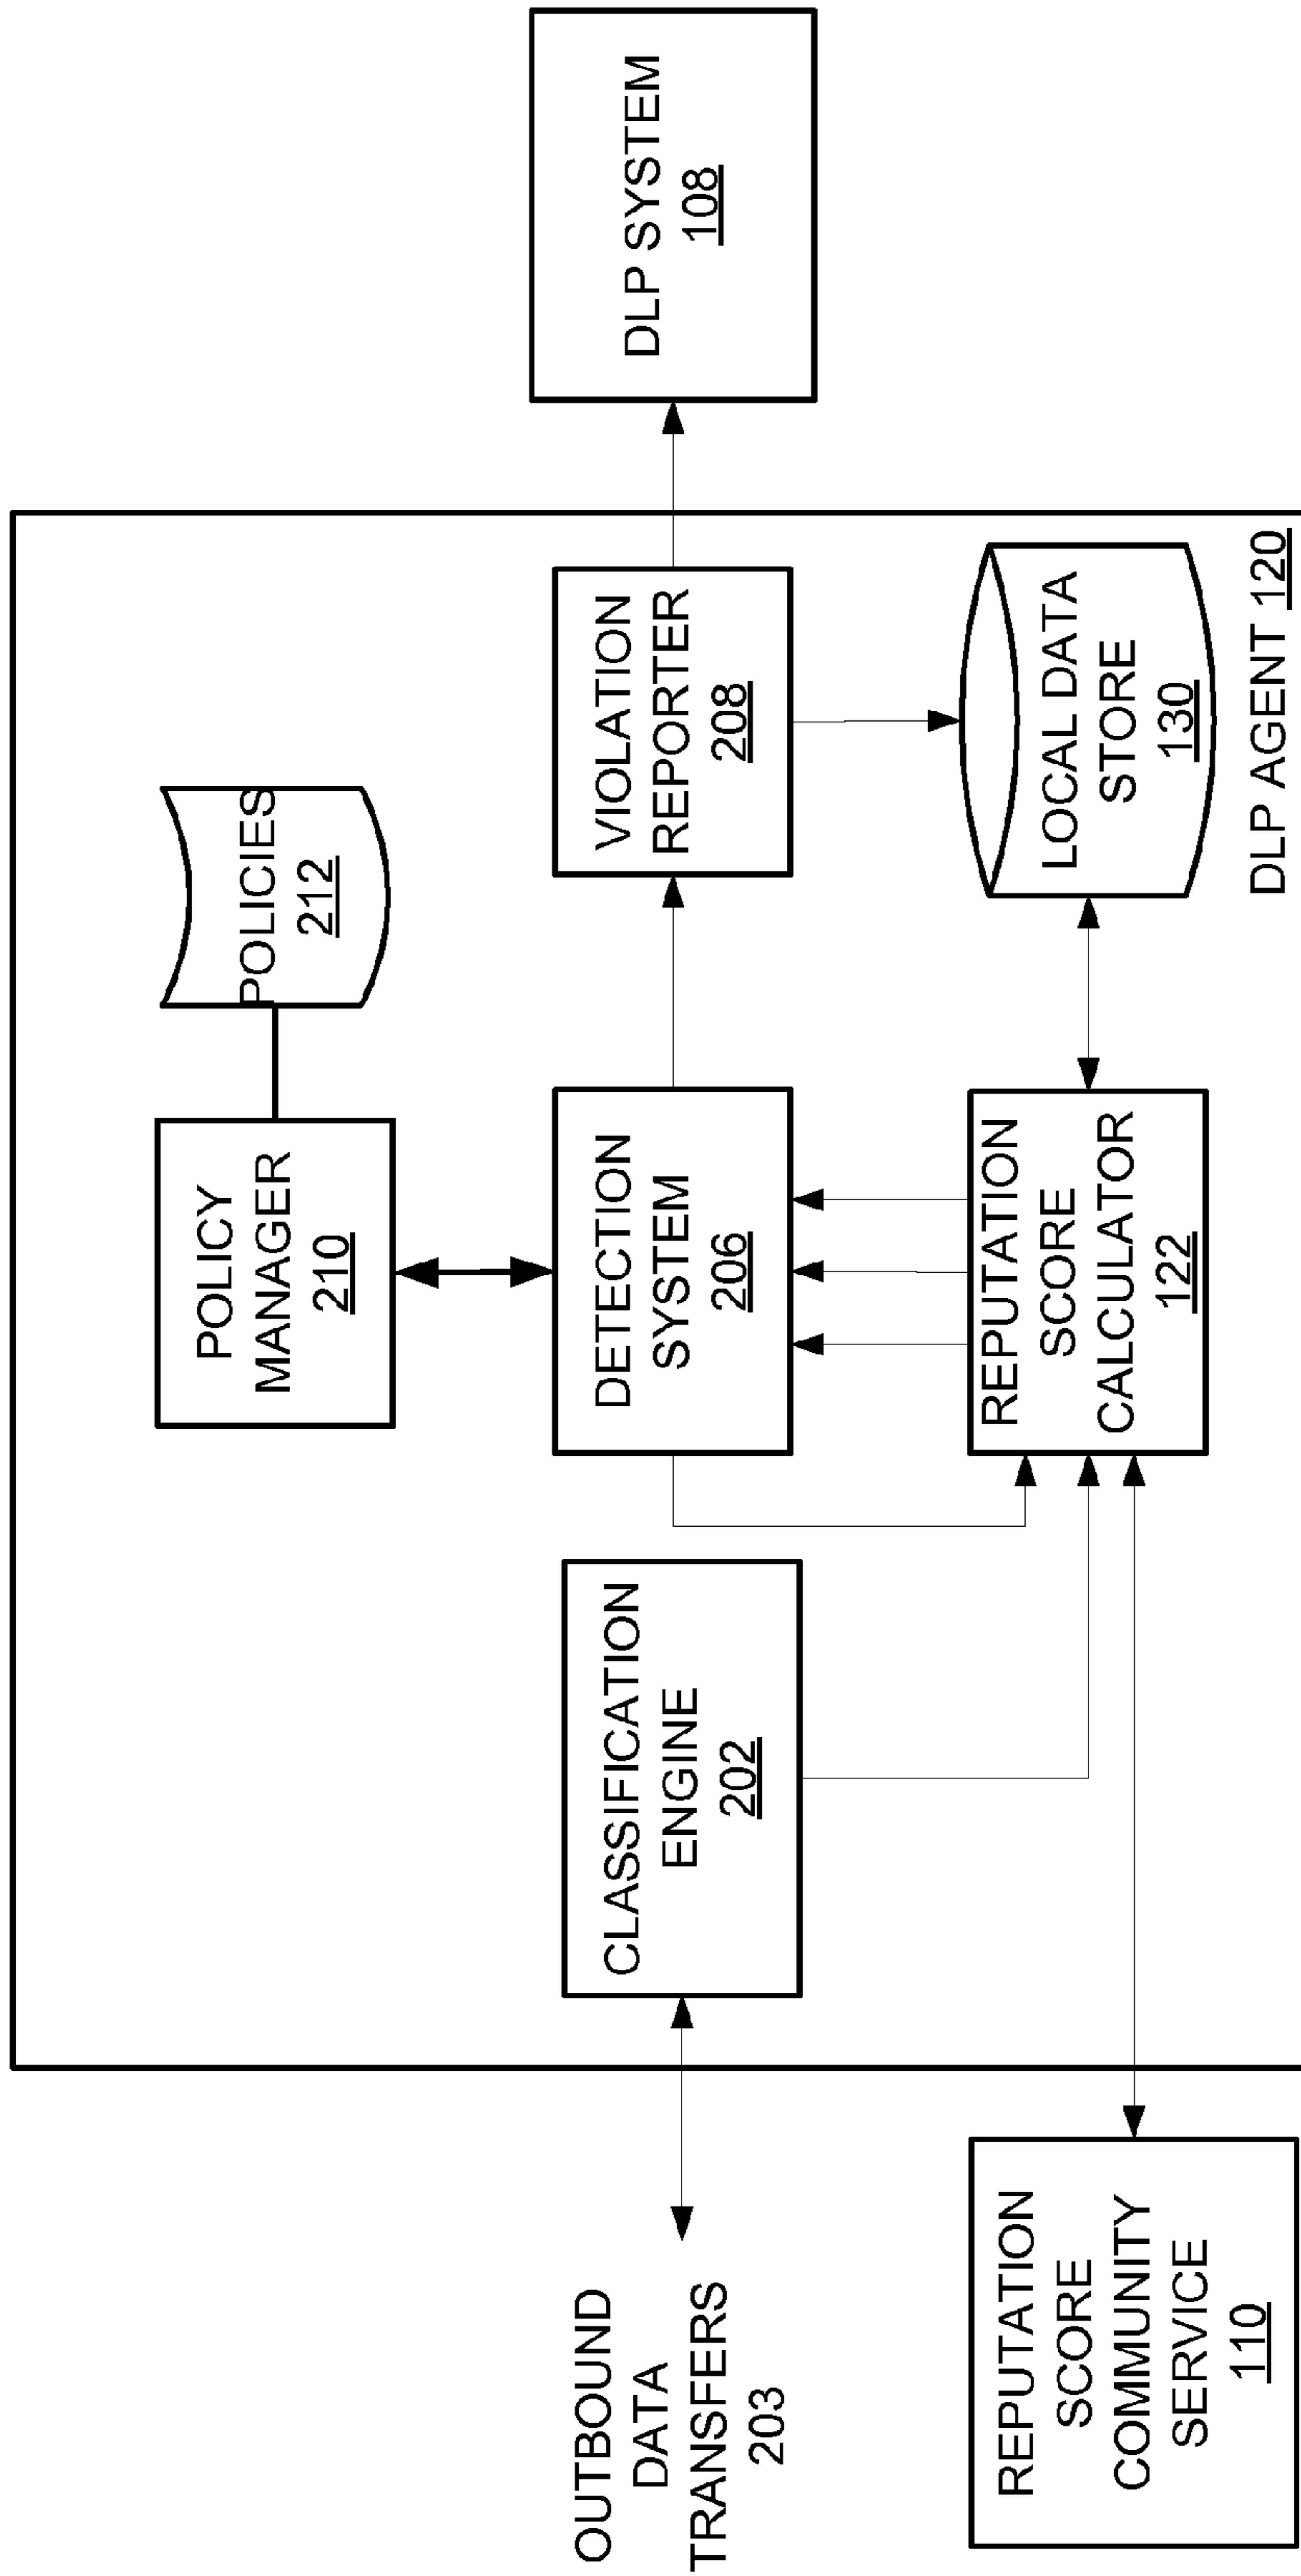 POLICY
MANAGER
210
POLICIES
212
OUTBOUND
DATA
TRANSFERS
203
CLASSIFICATION
ENGINE
202
DETECTION
SYSTEM
206
VIOLATION
REPORTER
208
DLP SYSTEM
108
REPUTATION
SCORE
COMMUNITY
SERVICE
110
REPUTATION
SCORE
CALCULATOR
122
LOCAL DATA
STORE
130
DLP AGENT 120